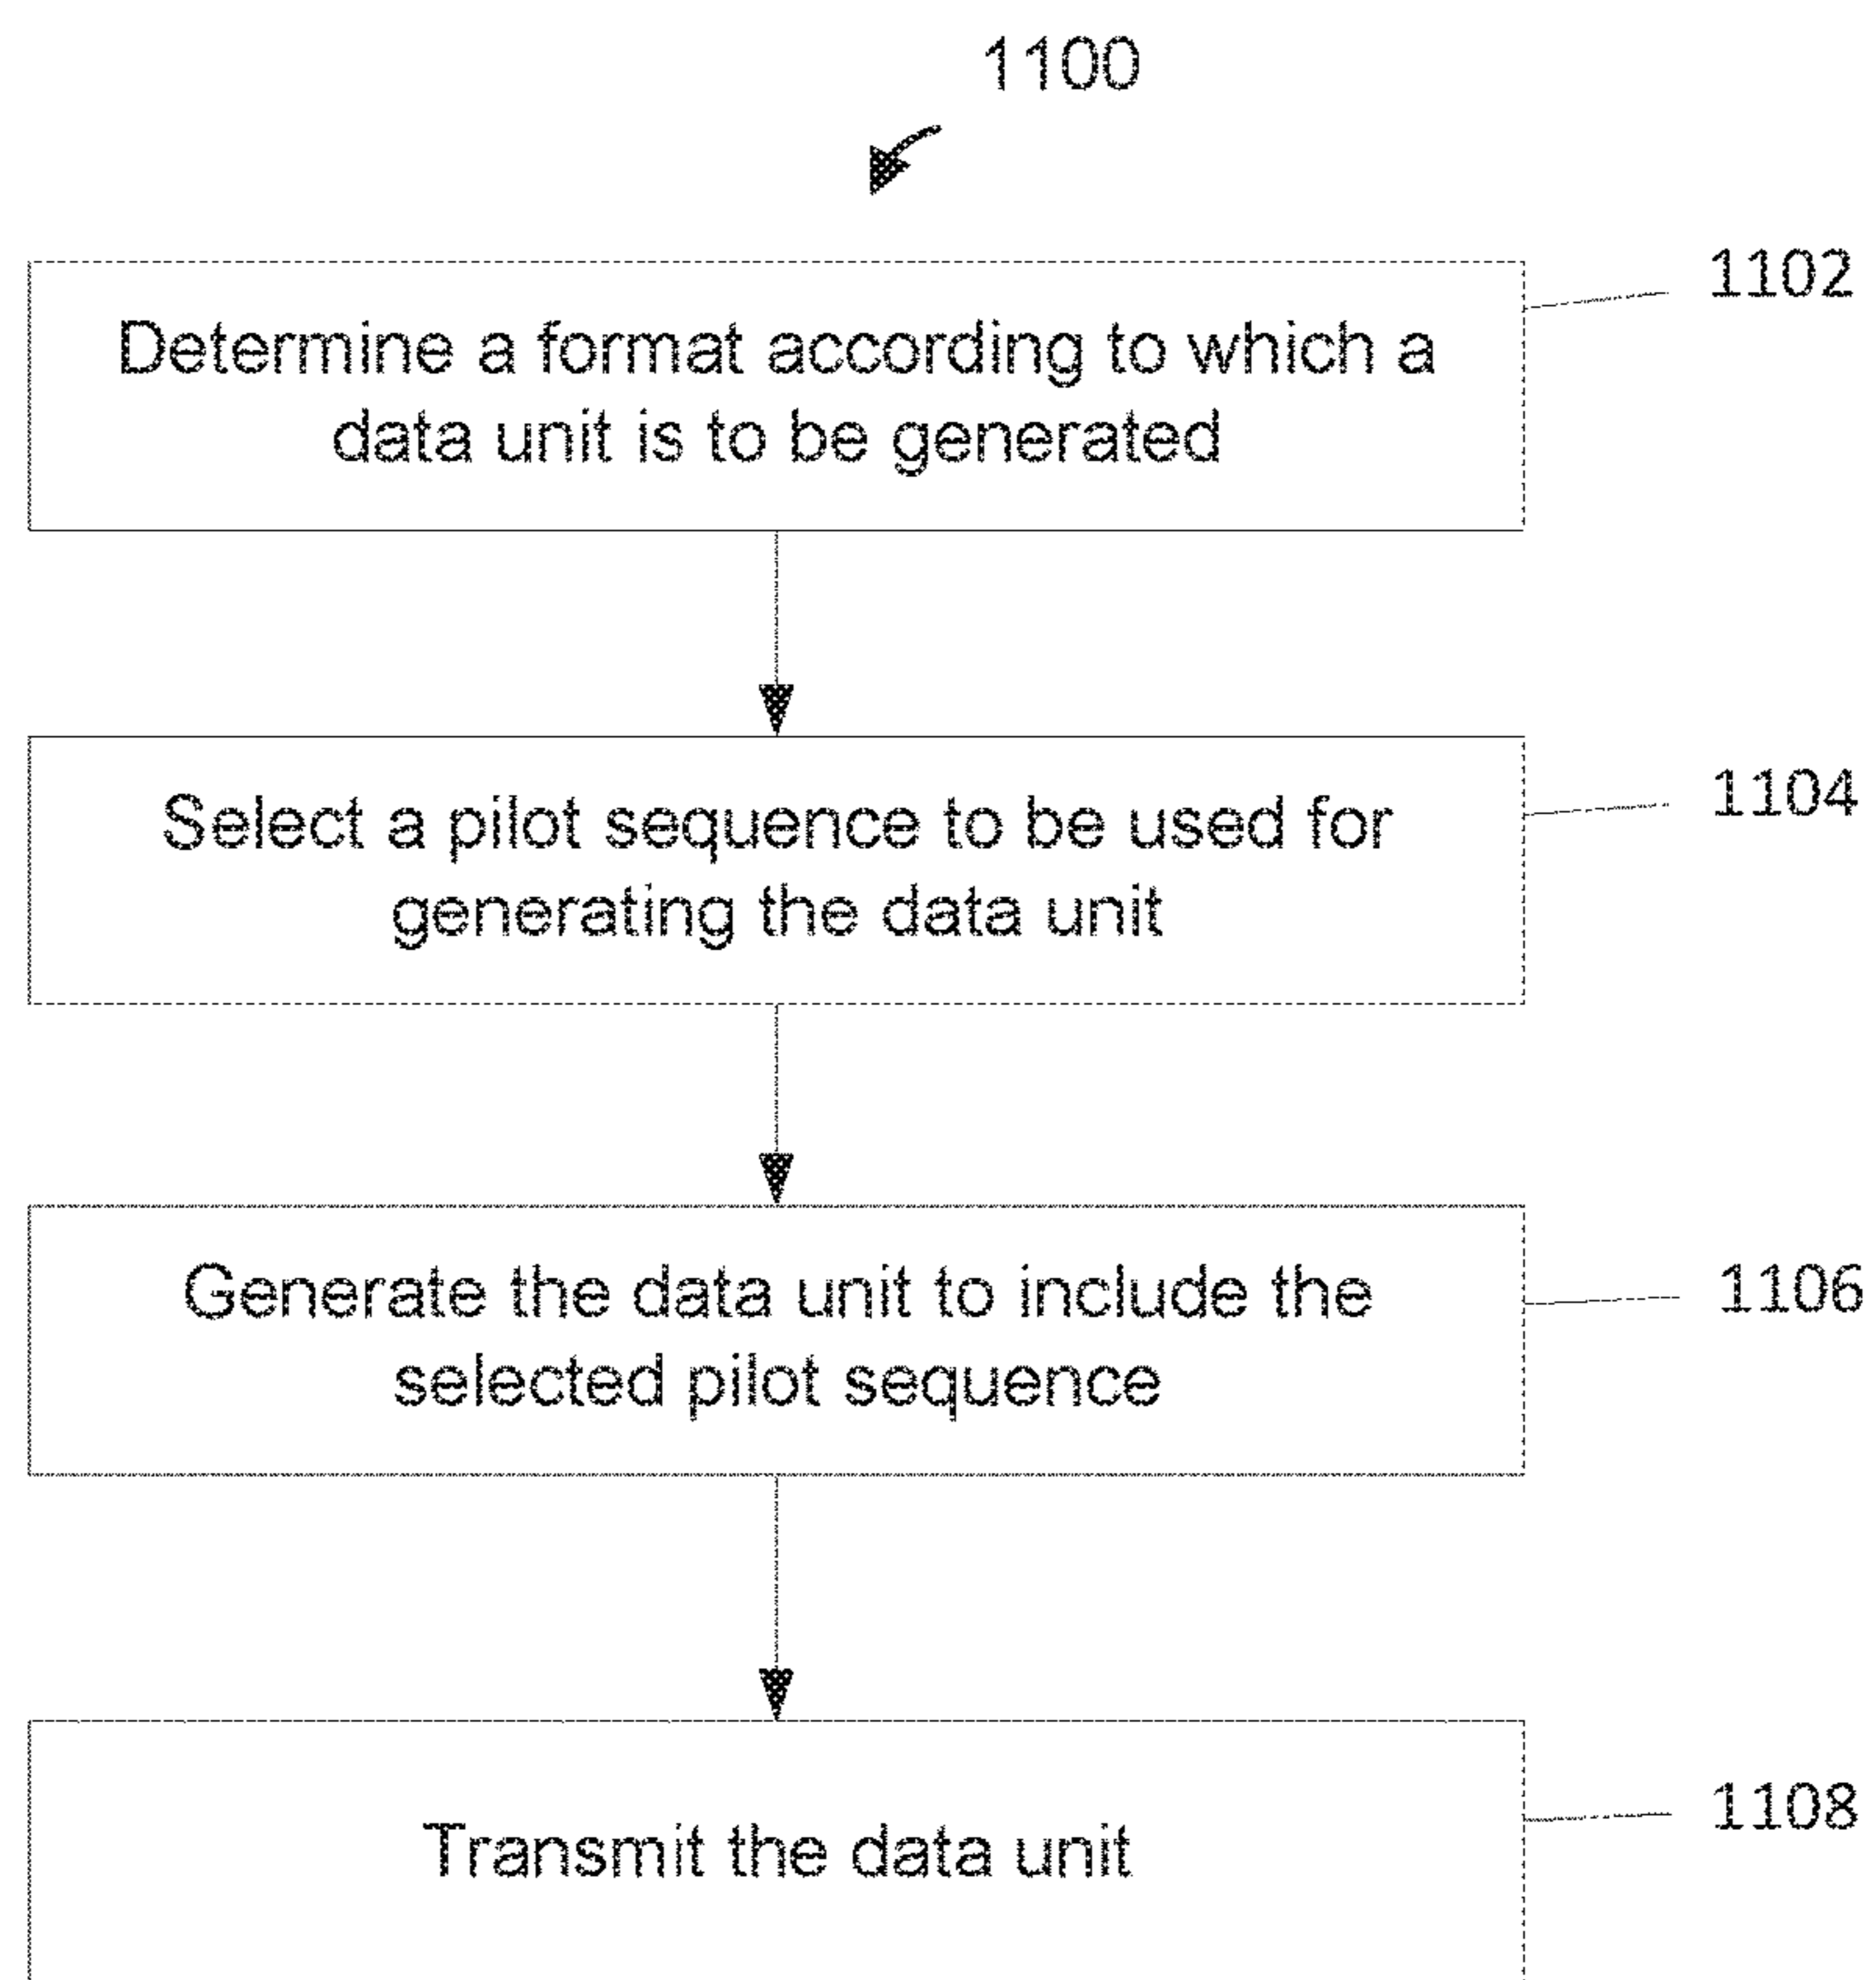 1100
1102
Determine a format according to which a
data unit is to be generated
1104
Select a pilot sequence to be used for
generating the data unit
1106
Generate the data unit to include the
selected pilot sequence
1108
Transmit the data unit